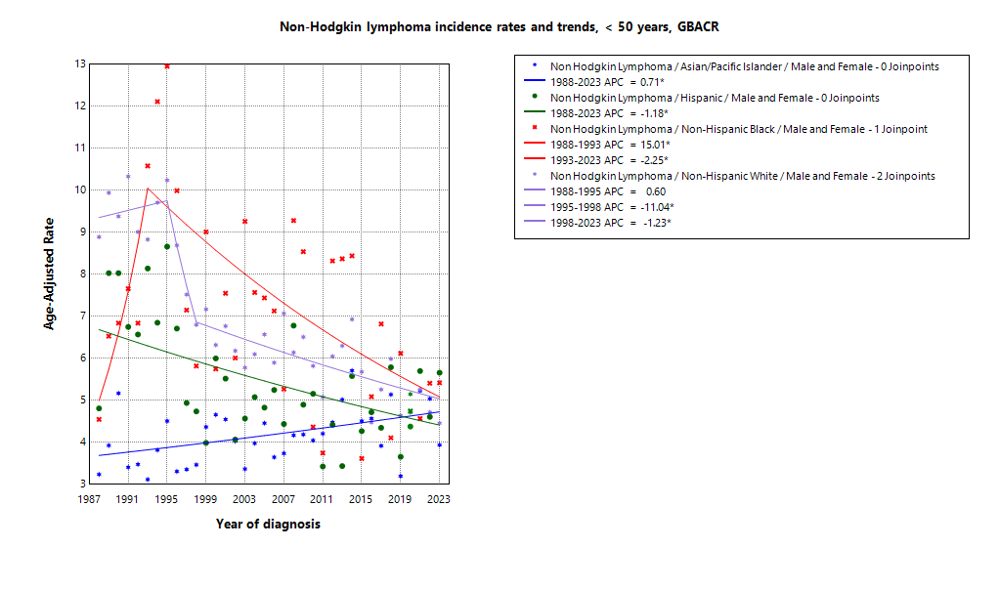 Non-Hodgkin lymphoma incidence rates and trends, < 50 years, GBACR
Non Hodgkin Lymphoma / Asian/Pacific Islander / Male and Female - 0 Joinpoints
1988-2023 APC = 0.71*
Non Hodgkin Lymphoma / Hispanic / Male and Female - 0 Joinpoints
1988-2023 APC = -1.18*
Non Hodgkin Lymphoma / Non-Hispanic Black / Male and Female - 1 Joinpoint
1988-1993 APC = 15.01*
1993-2023 APC = -2.25*
Non Hodgkin Lymphoma / Non-Hispanic White / Male and Female - 2 Joinpoints
1988-1995 APC = 0.60
1995-1998 APC = -11.04*
1998-2023 APC = -1.23*
Age-Adjusted Rate
13
12
11
10
9
8
7
6
5
4
3
1987 1991 1995 1999 2003 2007 2011 2015 2019 2023
Year of diagnosis